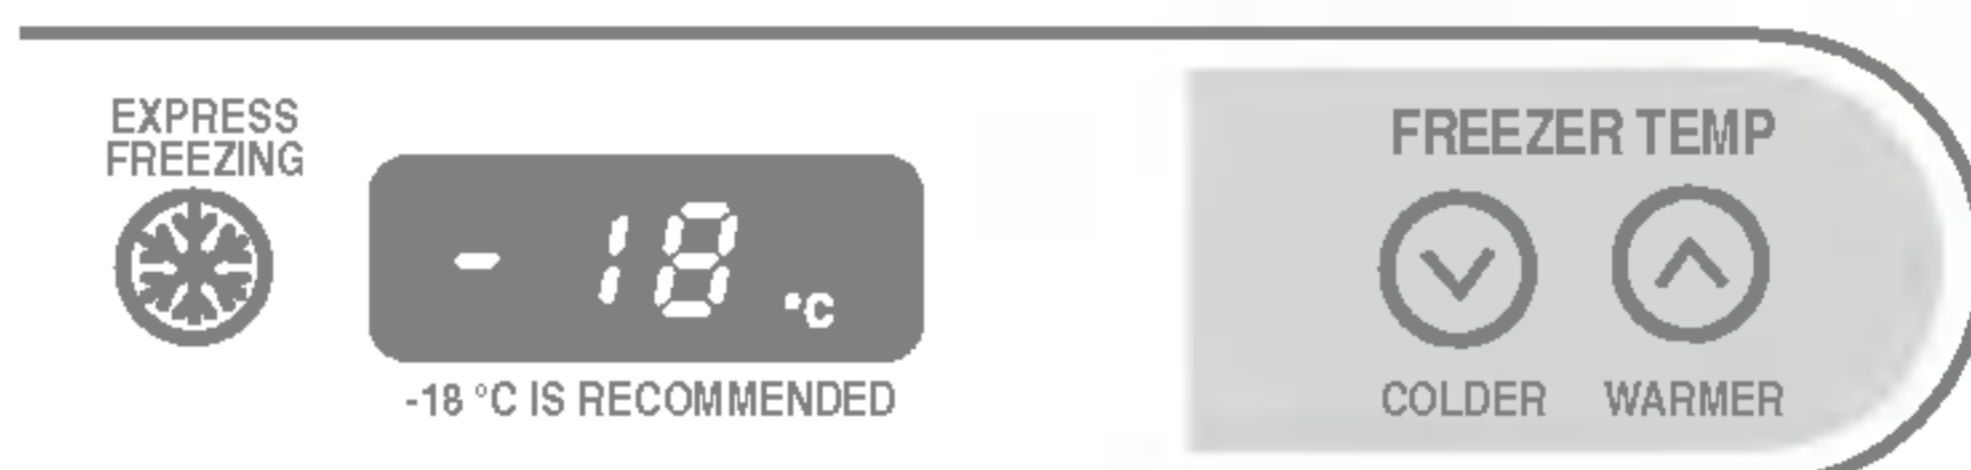 EXPRESS
FREEZING
- 18 °C
-18 °C IS RECOMMENDED
FREEZER TEMP
COLDER
WARMER